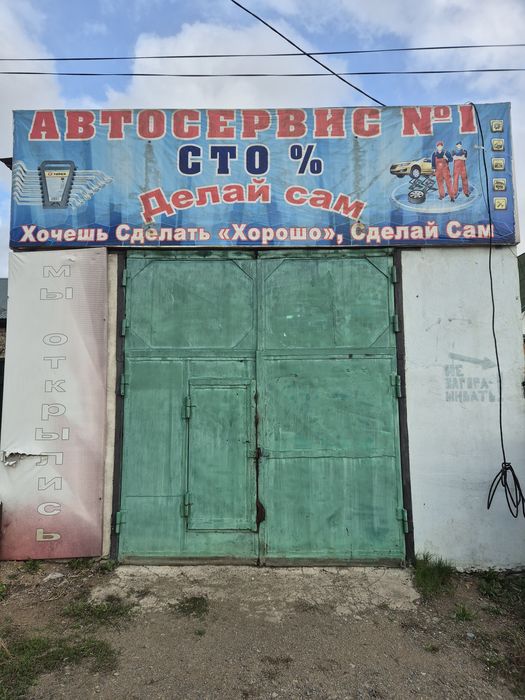 АВТОСЕРВИС №1
СТО %
Делай сам
Хочешь Сделать «Хорошо», Сделай Сам
МЫ ОТКРЫЛИСЬ
НЕ
ЗАГОРА-
ЖИВАТЬ